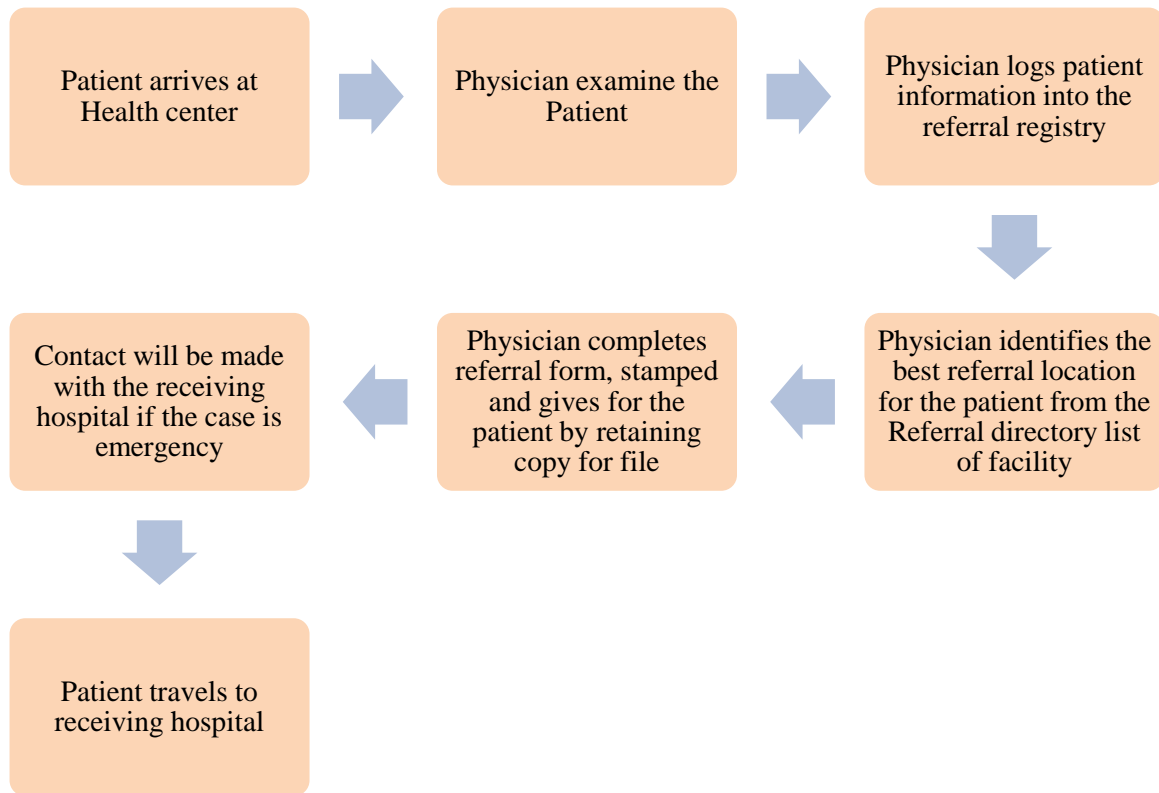 Patient arrives at
Health center
Physician examine the
Patient
Physician logs patient
information into the
referral registry
Physician identifies the
best referral location
for the patient from the
Referral directory list
of facility
Physician completes
referral form, stamped
and gives for the
patient by retaining
copy for file
Contact will be made
with the receiving
hospital if the case is
emergency
Patient travels to
receiving hospital